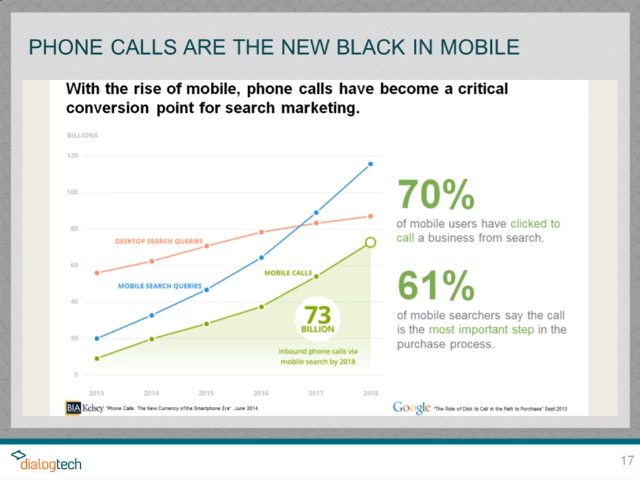 PHONE CALLS ARE THE NEW BLACK IN MOBILE
With the rise of mobile, phone calls have become a critical
conversion point for search marketing.
BILLIONS
120
100
80
60
40
20
0
DESKTOP SEARCH QUERIES
MOBILE SEARCH QUERIES
MOBILE CALLS
73
BILLION
Inbound phone calls via
mobile search by 2018
2013 2014 2015 2016 2017 2018
70%
of mobile users have clicked to
call a business from search.
61%
of mobile searchers say the call
is the most important step in the
purchase process.
BIA Kelsey "Phone Calls: The New Currency of the Smartphone Era" June 2014
Google "The Role of Click to Call in the Path to Purchase" Sept 2013
dialogtech
17